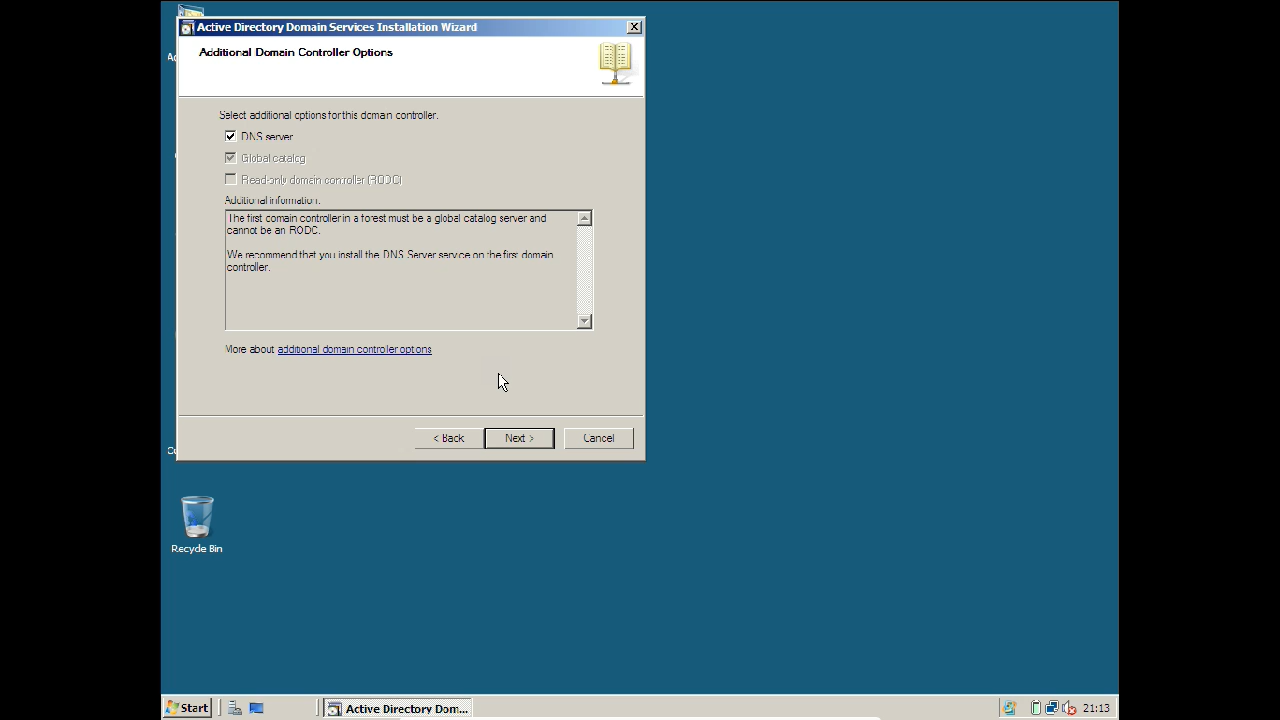 Active Directory Domain Services Installation Wizard
Additional Domain Controller Options
Select additional options for this domain controller.
DNS server
Global catalog
Read-only domain controller (RODC)
Additional information:
The first domain controller in a forest must be a global catalog server and
cannot be an RODC.
We recommend that you install the DNS Server service on the first domain
controller.
More about additional domain controller options
< Back
Next >
Cancel
Recycle Bin
Start
Active Directory Dom...
21:13